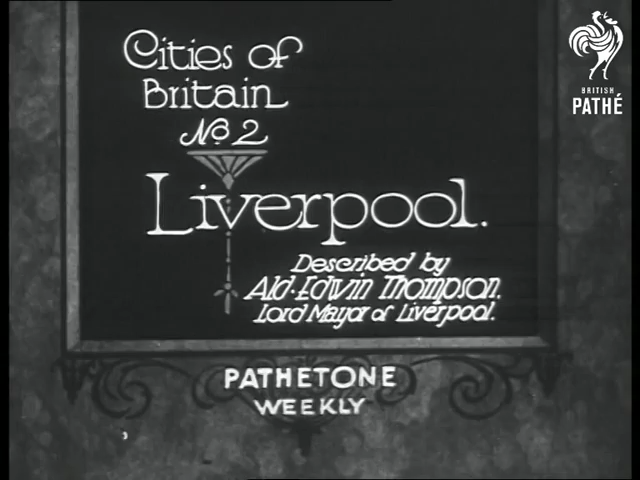 Cities of
Britain
No 2
Liverpool.
Described by
Ald. Edwin Thompson,
Lord Mayor of Liverpool.
PATHETONE
WEEKLY
BRITISH
PATHÉ